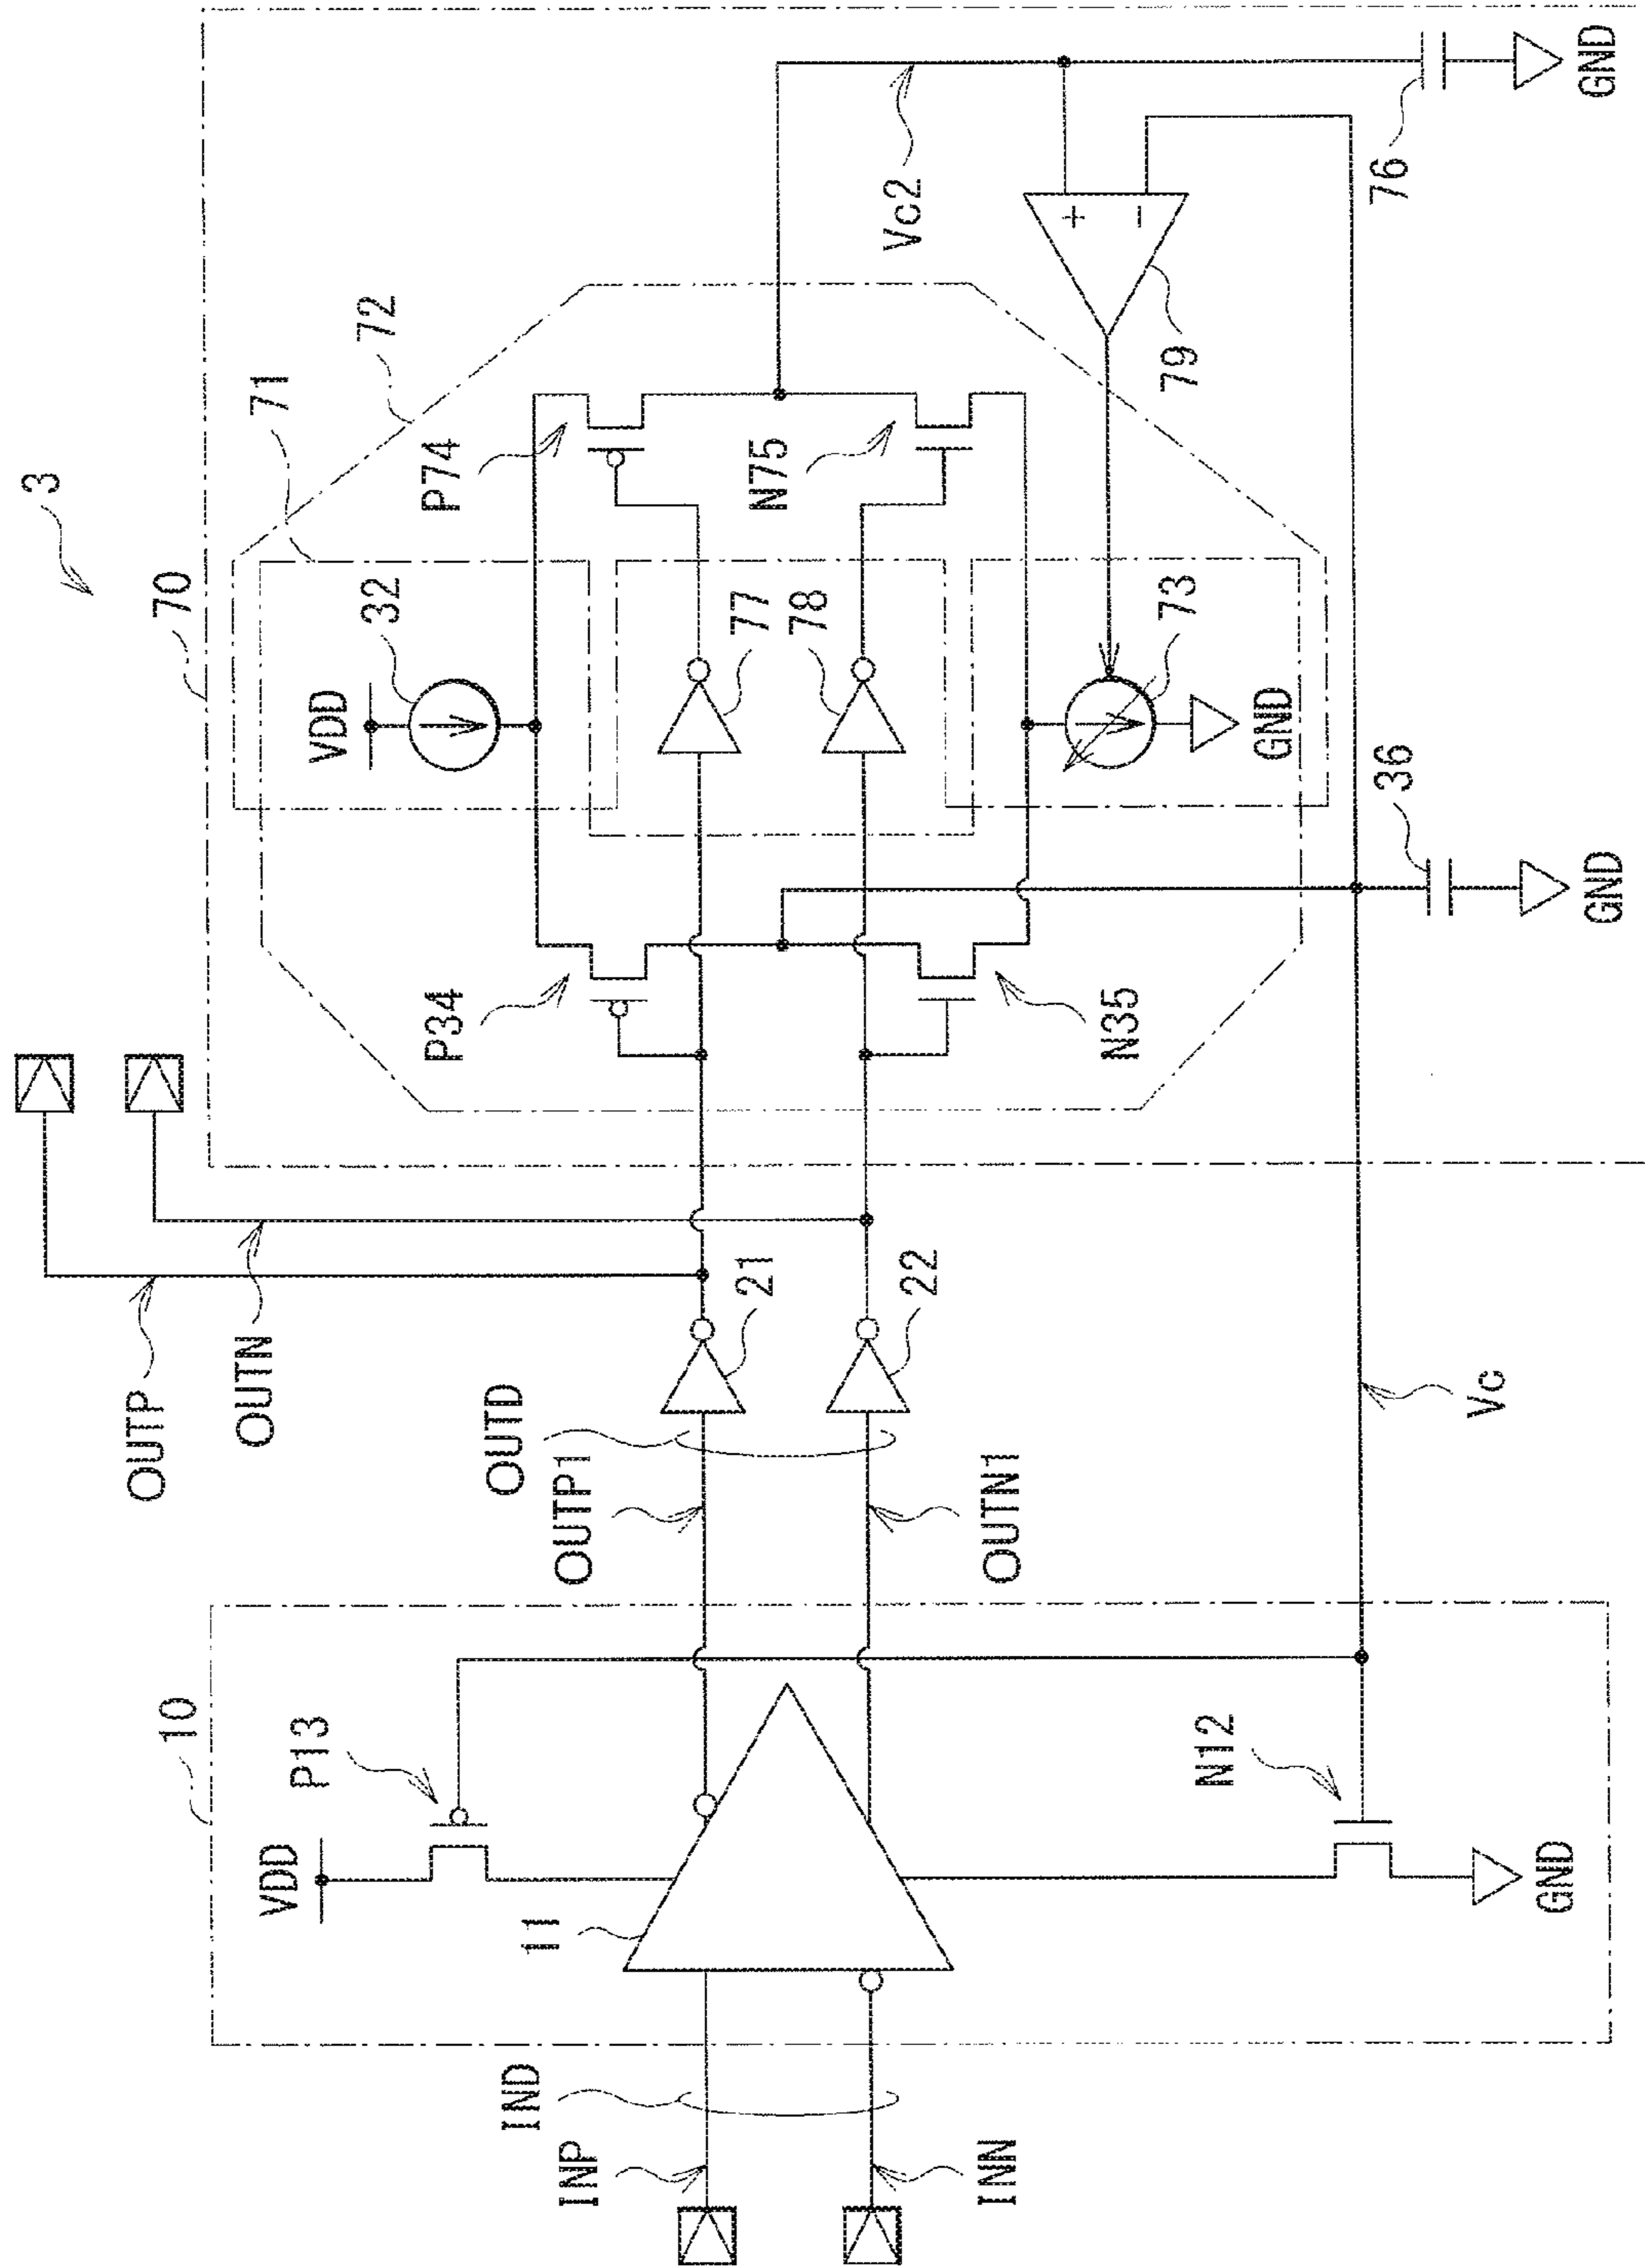 3
70
72
71
10
VDD
P13
11
IND
INP
INN
N12
GND
OUTP
OUTN
OUTD
OUTP1
OUTN1
21
22
Vc
VDD
32
P34
N35
P74
N75
77
78
73
GND
36
GND
79
+
−
Vc2
76
GND